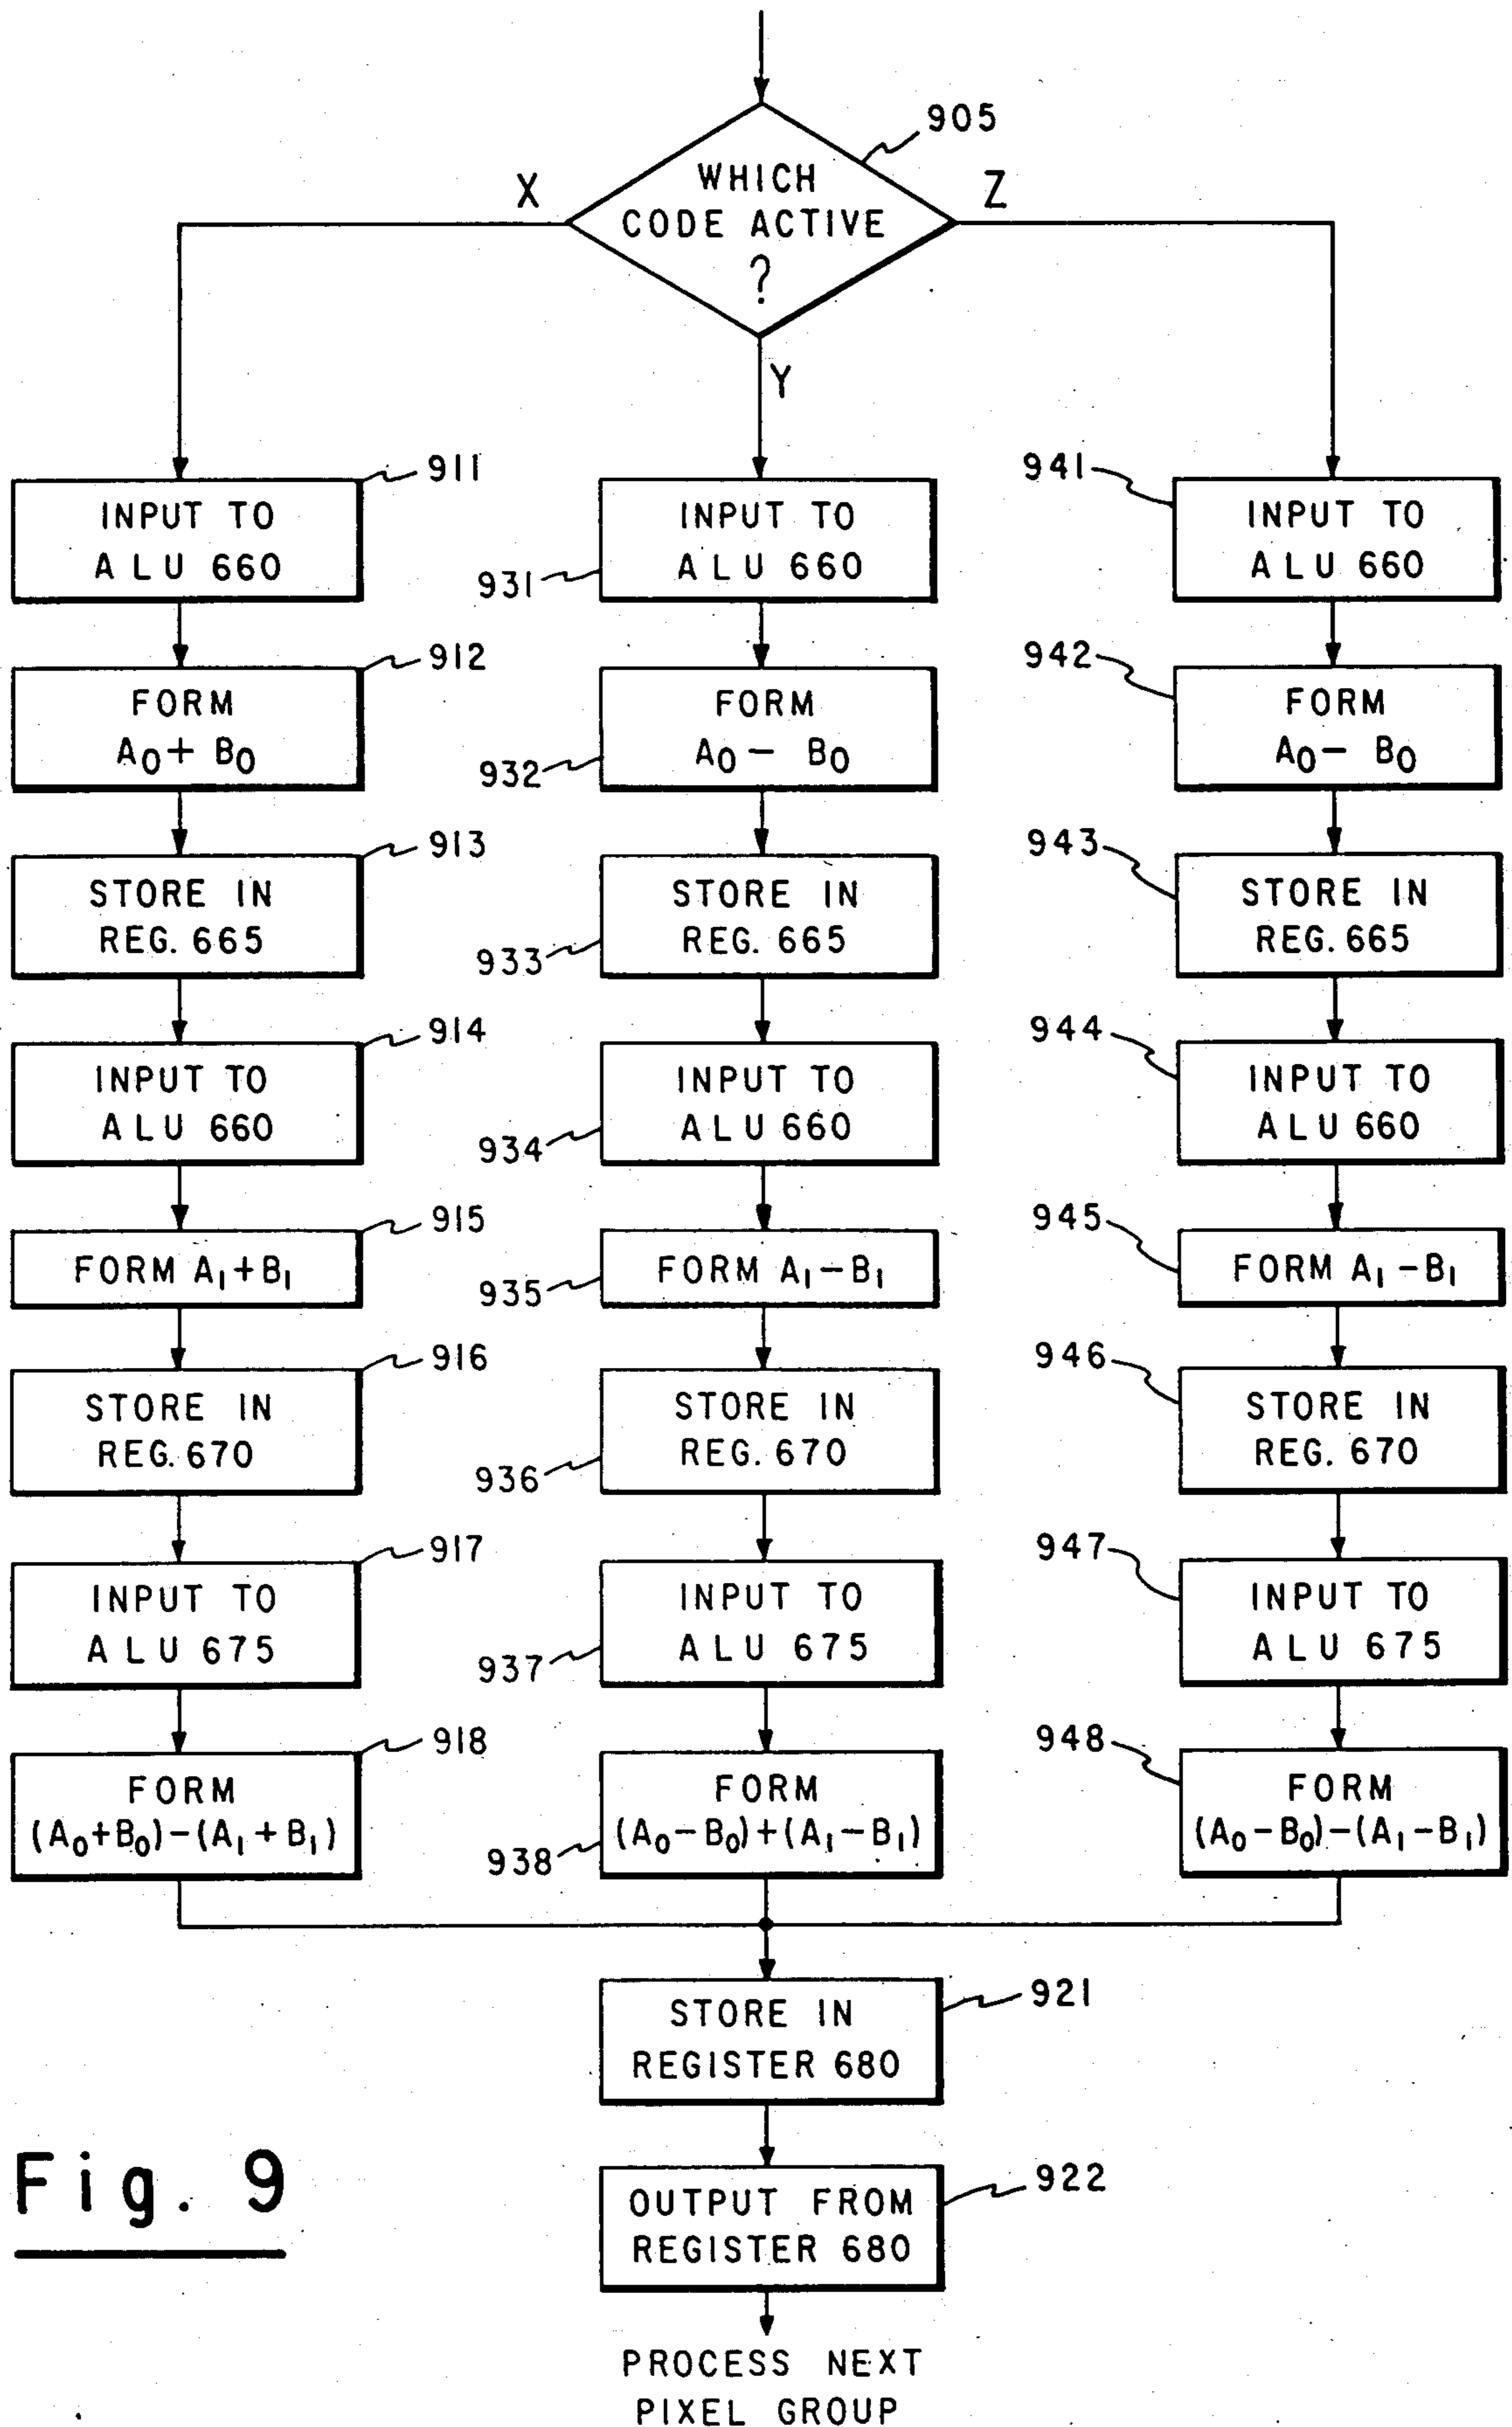 905
WHICH
CODE ACTIVE
?
X
Z
Y
911
INPUT TO
ALU 660
912
FORM
A₀ + B₀
913
STORE IN
REG. 665
914
INPUT TO
ALU 660
915
FORM A₁ + B₁
916
STORE IN
REG. 670
917
INPUT TO
ALU 675
918
FORM
(A₀+B₀)−(A₁+B₁)
931
INPUT TO
ALU 660
932
FORM
A₀ − B₀
933
STORE IN
REG. 665
934
INPUT TO
ALU 660
935
FORM A₁ − B₁
936
STORE IN
REG. 670
937
INPUT TO
ALU 675
938
FORM
(A₀−B₀)+(A₁−B₁)
941
INPUT TO
ALU 660
942
FORM
A₀ − B₀
943
STORE IN
REG. 665
944
INPUT TO
ALU 660
945
FORM A₁ − B₁
946
STORE IN
REG. 670
947
INPUT TO
ALU 675
948
FORM
(A₀−B₀)−(A₁−B₁)
921
STORE IN
REGISTER 680
922
OUTPUT FROM
REGISTER 680
PROCESS NEXT
PIXEL GROUP
Fig. 9